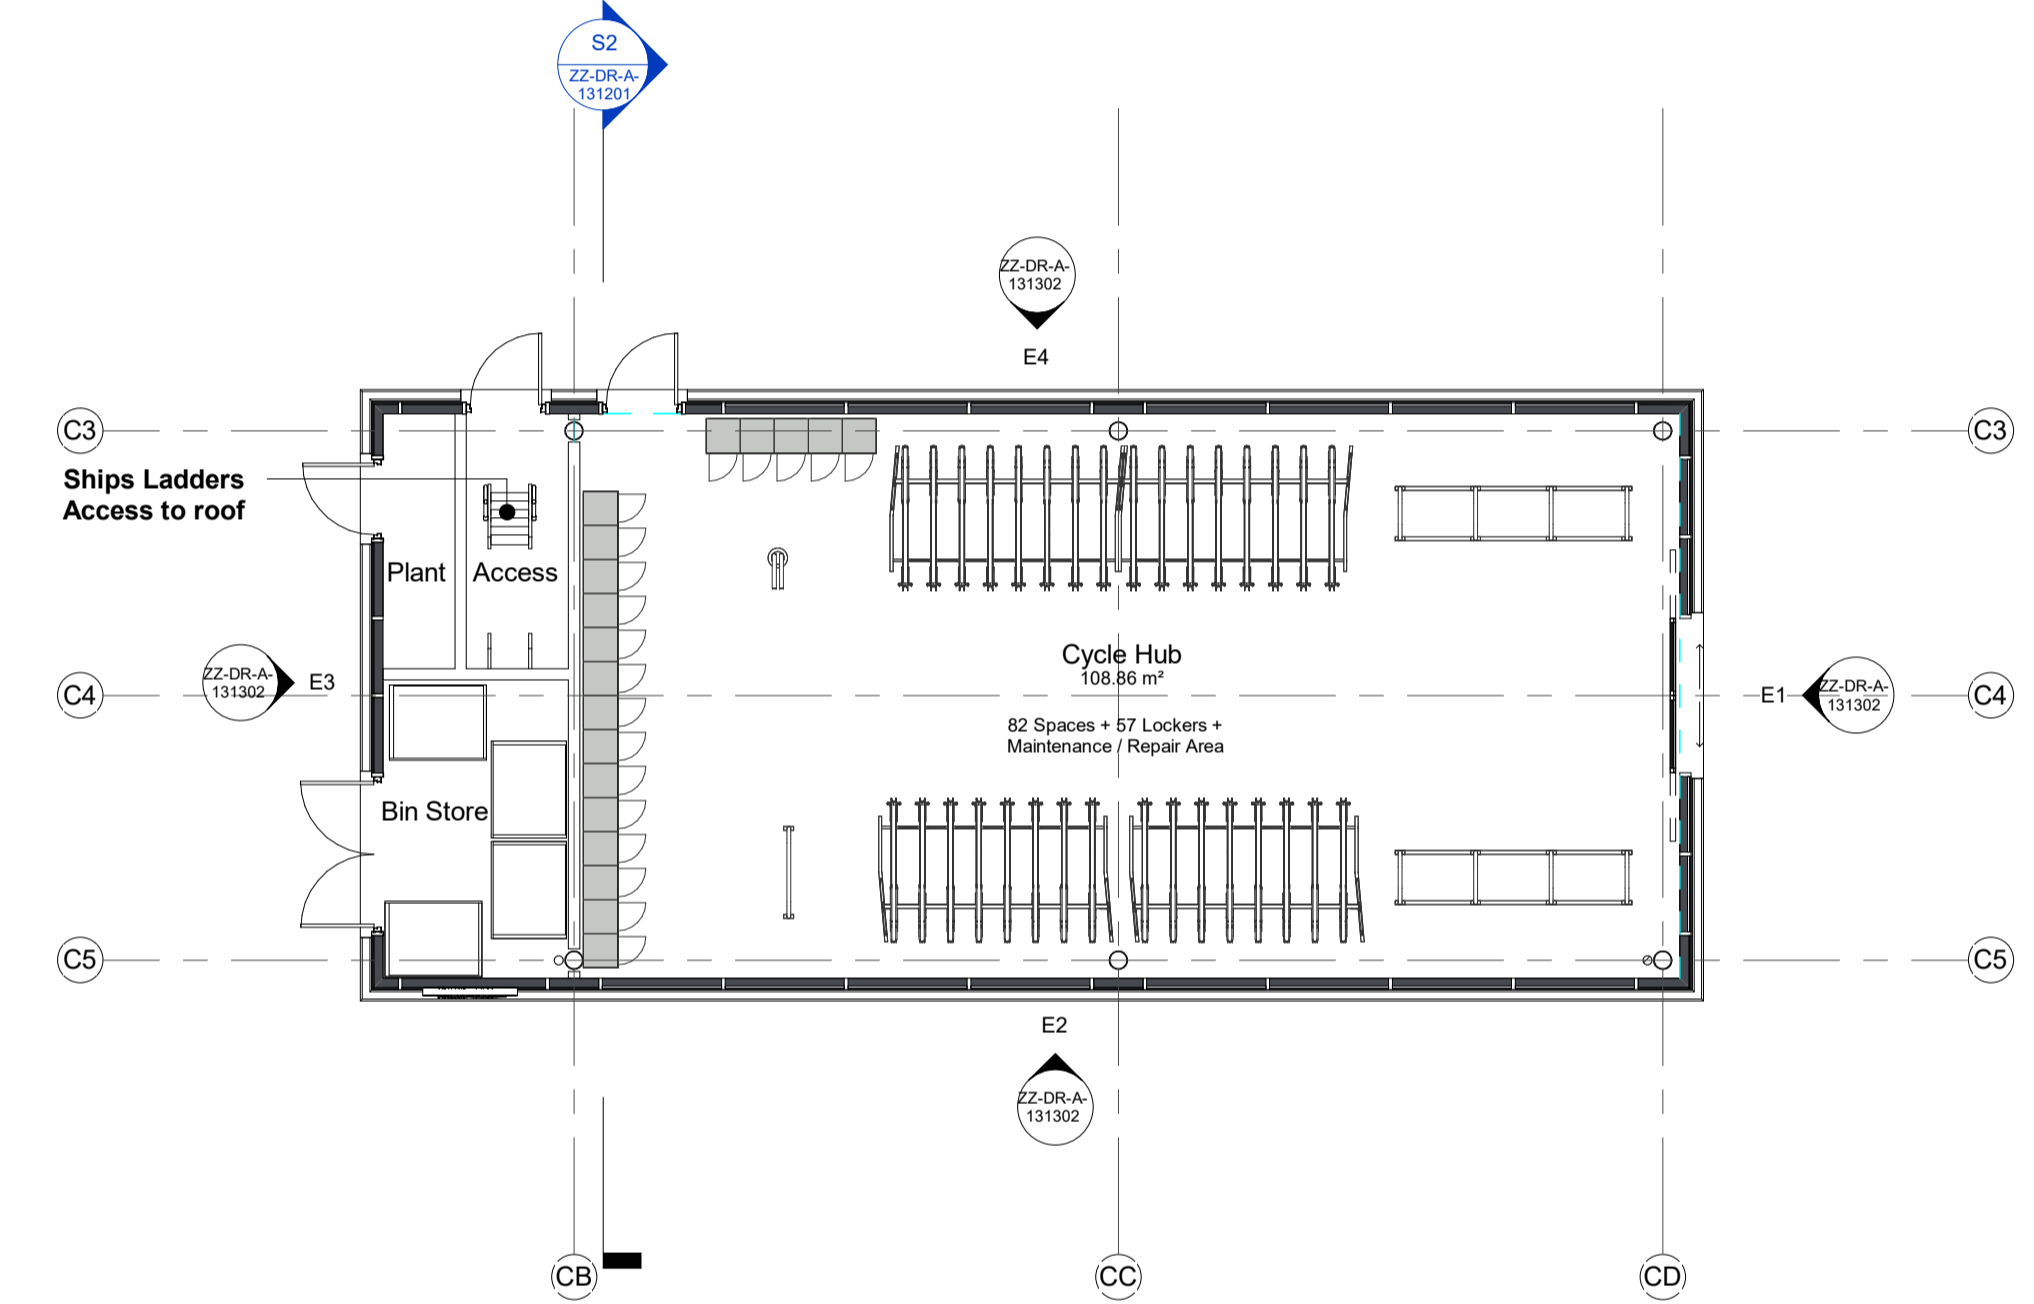 S2
ZZ-DR-A-
131201
ZZ-DR-A-
131302
E4
C3
C3
Ships Ladders
Access to roof
Plant
Access
Cycle Hub
108.86 m²
ZZ-DR-A-
131302
E3
C4
E1
ZZ-DR-A-
131302
C4
82 Spaces + 57 Lockers +
Maintenance / Repair Area
Bin Store
C5
C5
E2
ZZ-DR-A-
131302
CB
CC
CD